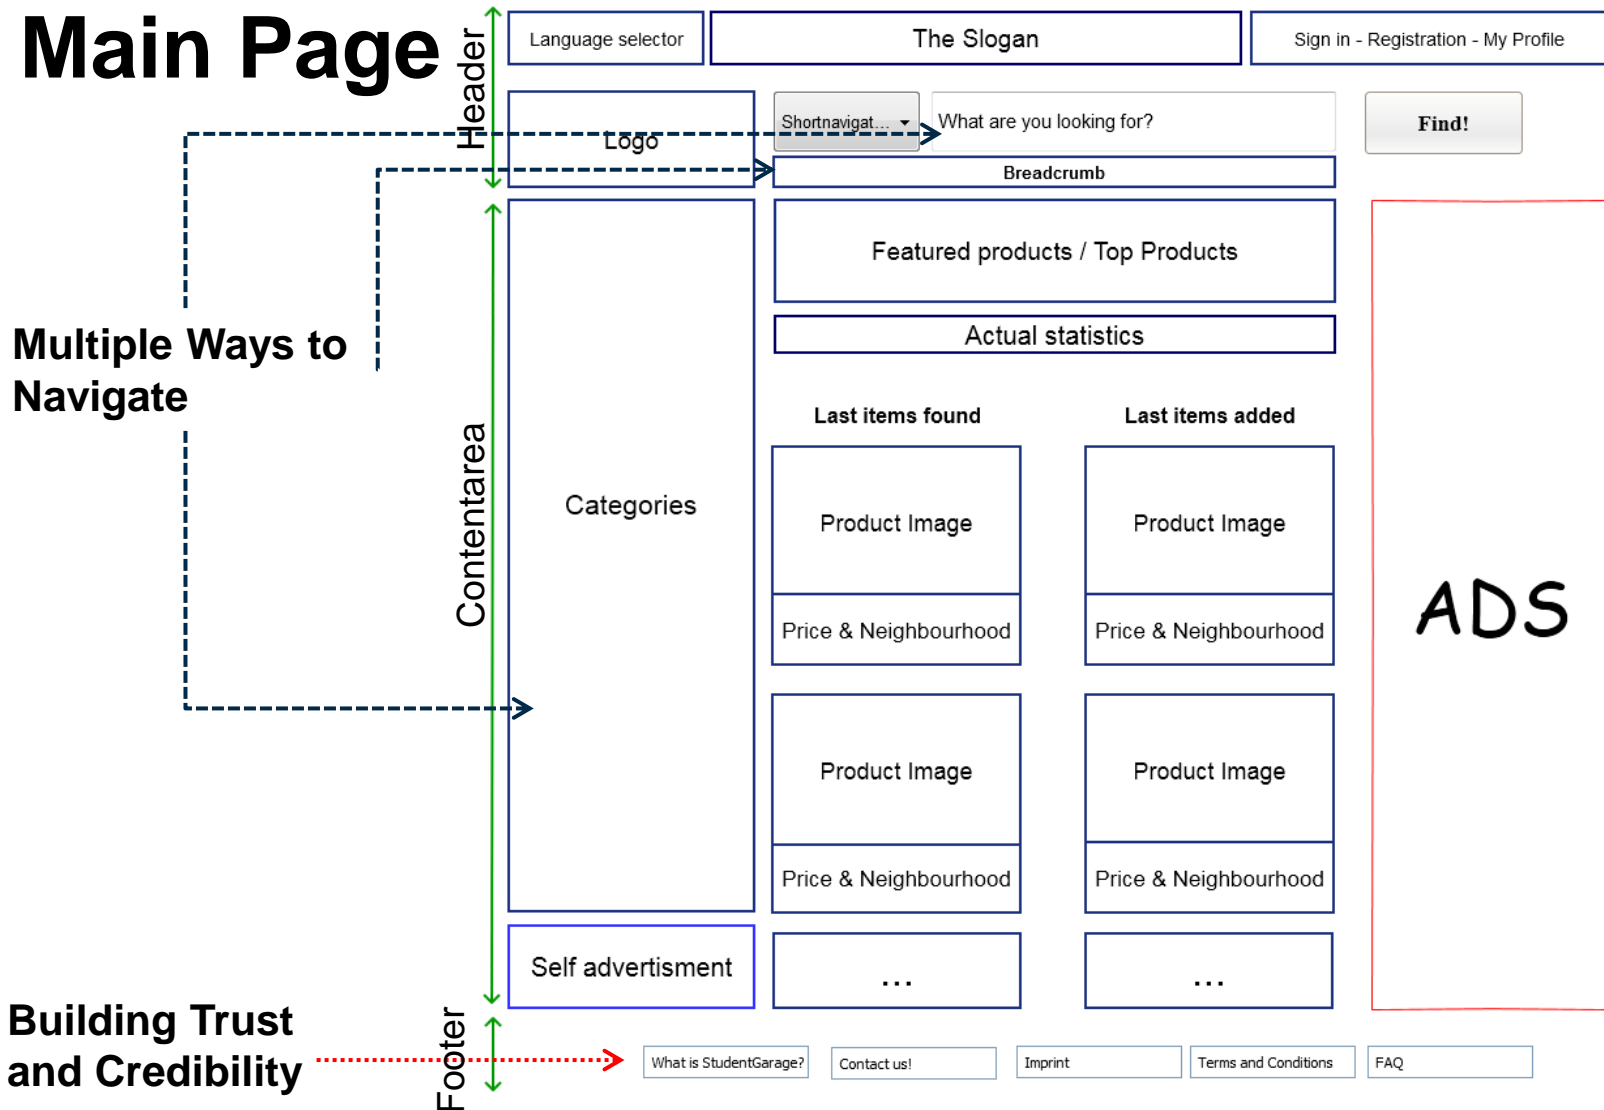 Main Page
Header
Language selector
The Slogan
Sign in - Registration - My Profile
Logo
Shortnavigat...
What are you looking for?
Find!
Breadcrumb
Multiple Ways to
Navigate
Contentarea
Categories
Featured products / Top Products
Actual statistics
Last items found
Last items added
Product Image
Product Image
Price & Neighbourhood
Price & Neighbourhood
Product Image
Product Image
Price & Neighbourhood
Price & Neighbourhood
ADS
Self advertisment
...
...
Building Trust
and Credibility
Footer
What is StudentGarage?
Contact us!
Imprint
Terms and Conditions
FAQ